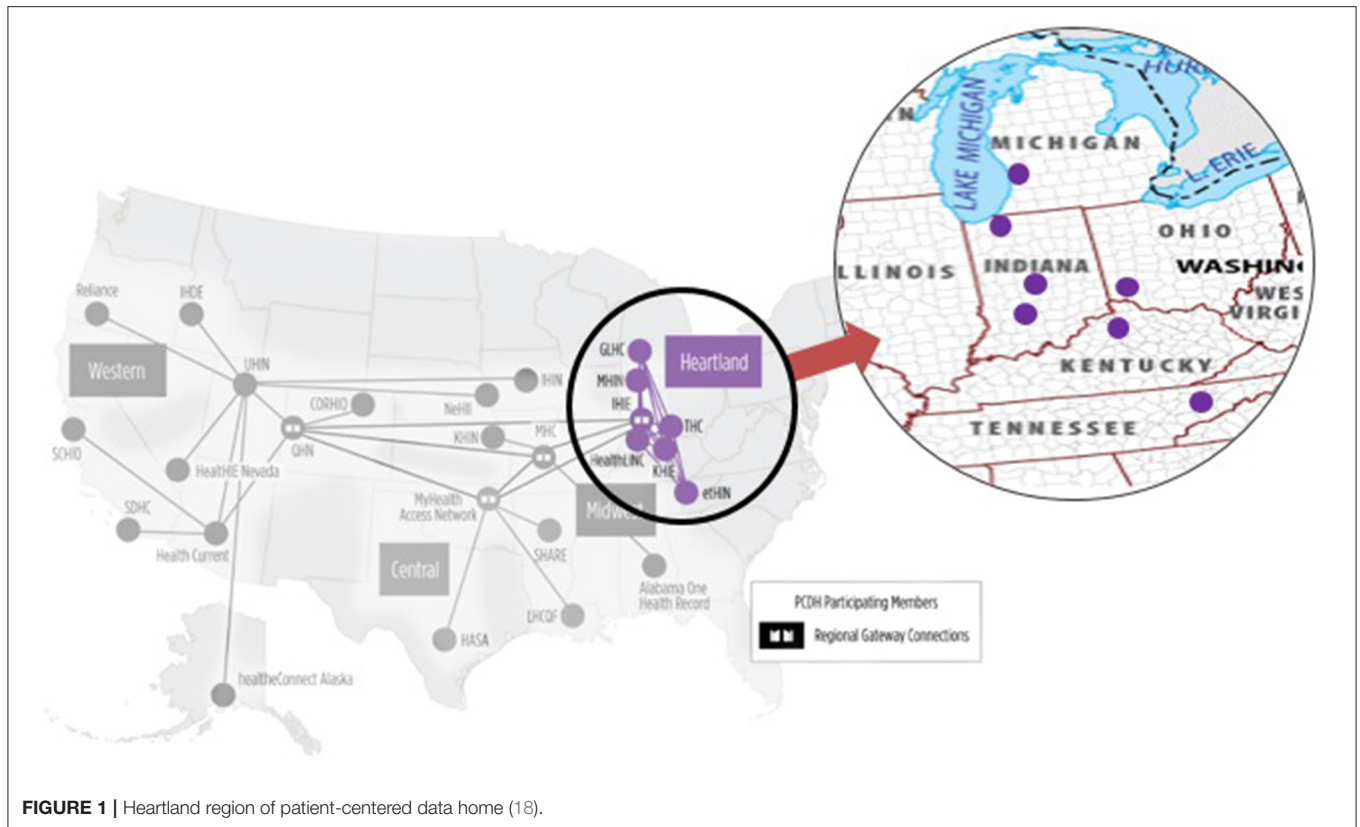 HURO
N
LAKE MICHIGAN
MICHIGAN
L. ERIE
OHIO
LLINOIS
INDIANA
WASHIN
WES
VIRGI
KENTUCKY
TENNESSEE
Reliance
IHDE
Western
UHIN
GLHC
Heartland
MHIN
IHIN
CORHIO
NeHII
IHIE
SCHIO
QHN
KHIN
MHC
THC
HealtHIE Nevada
HealthLINC
KHIE
SDHC
MyHealth
Access Network
etHIN
Midwest
Health Current
SHARE
Central
Alabama One
Health Record
LHCQF
HASA
PCDH Participating Members
Regional Gateway Connections
healtheConnect Alaska
FIGURE 1 | Heartland region of patient-centered data home (18).